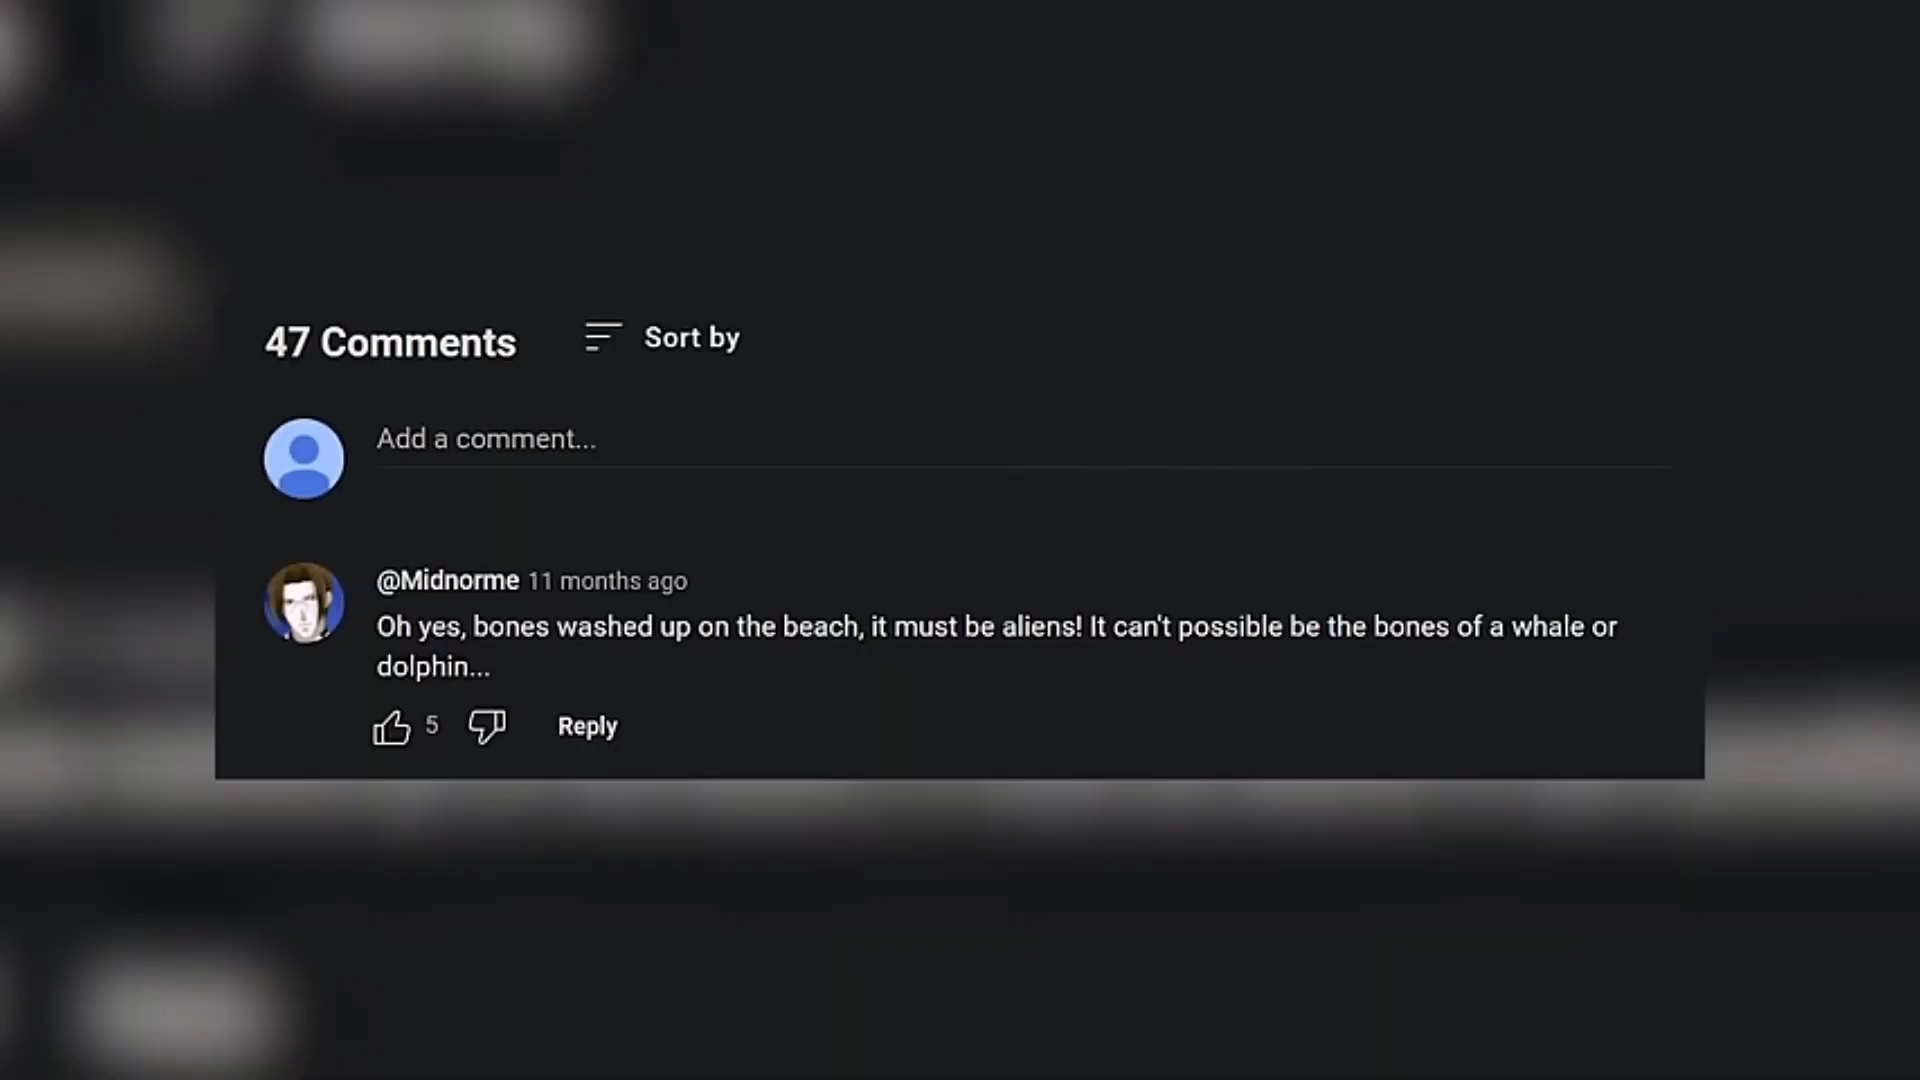 47 Comments
Sort by
Add a comment...
@Midnorme 11 months ago
Oh yes, bones washed up on the beach, it must be aliens! It can't possible be the bones of a whale or
dolphin...
5
Reply